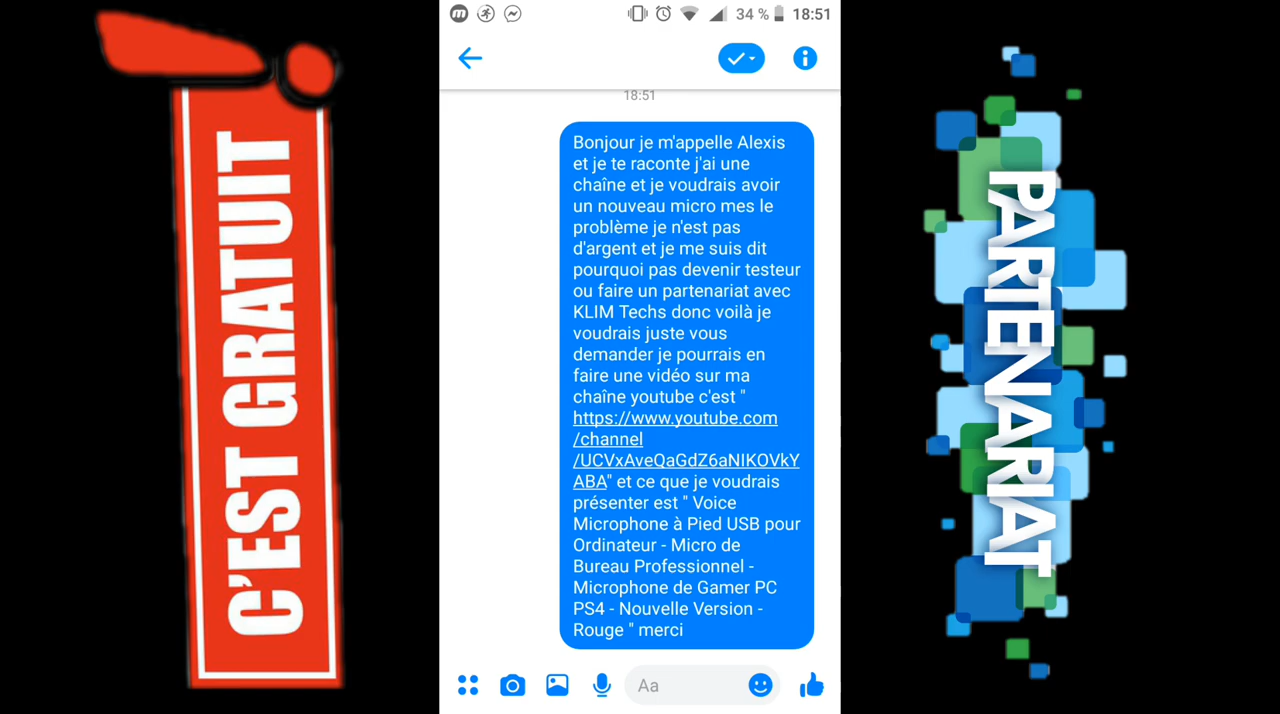 C'EST GRATUIT
34 % 18:51
18:51
Bonjour je m'appelle Alexis
et je te raconte j'ai une
chaîne et je voudrais avoir
un nouveau micro mes le
problème je n'est pas
d'argent et je me suis dit
pourquoi pas devenir testeur
ou faire un partenariat avec
KLIM Techs donc voilà je
voudrais juste vous
demander je pourrais en
faire une vidéo sur ma
chaîne youtube c'est "
https://www.youtube.com
/channel
/UCVxAveQaGdZ6aNIKOVkY
ABA" et ce que je voudrais
présenter est " Voice
Microphone à Pied USB pour
Ordinateur - Micro de
Bureau Professionnel -
Microphone de Gamer PC
PS4 - Nouvelle Version -
Rouge " merci
Aa
PARTENARIAT